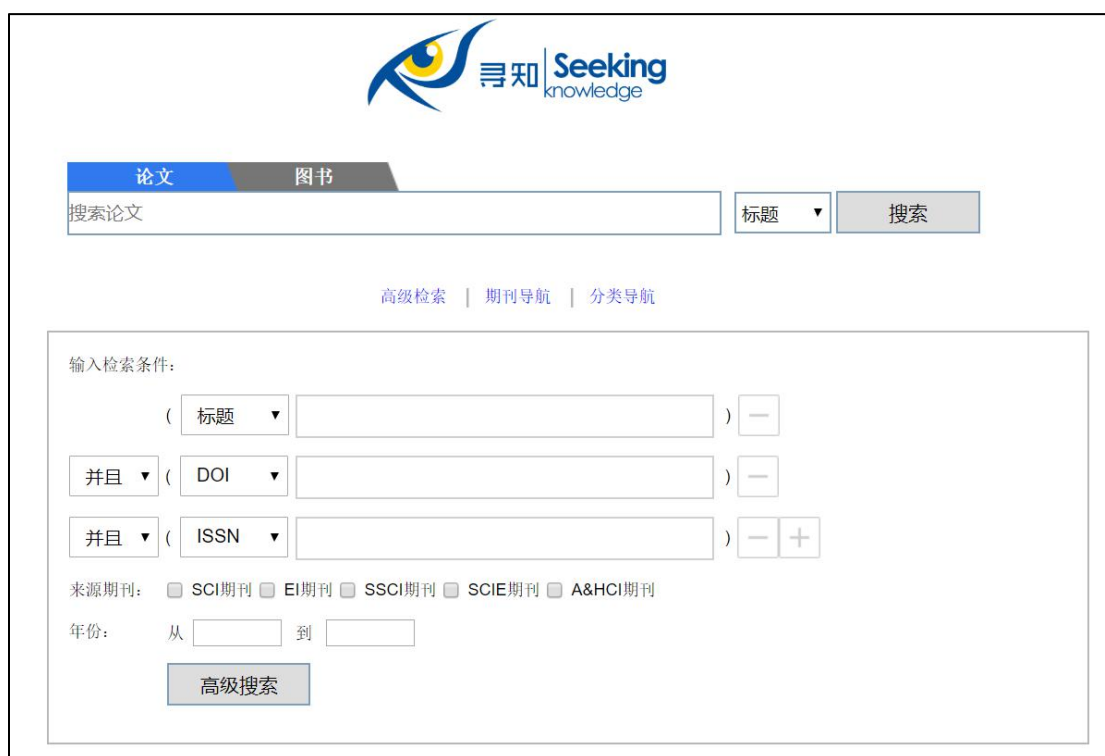 寻知 Seeking
knowledge
论文 图书
搜索论文 标题 搜索
高级检索 | 期刊导航 | 分类导航
输入检索条件：
( 标题 )
并且 ( DOI )
并且 ( ISSN )
来源期刊： SCI期刊 EI期刊 SSCI期刊 SCIE期刊 A&HCI期刊
年份： 从 到
高级搜索